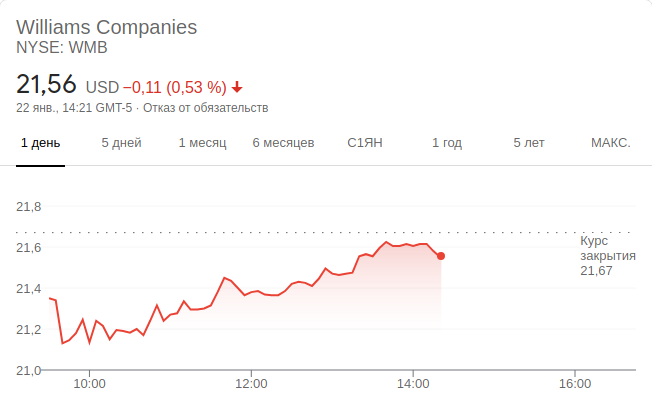 Williams Companies
NYSE: WMB
21,56 USD −0,11 (0,53 %)
22 янв., 14:21 GMT-5 · Отказ от обязательств
1 день 5 дней 1 месяц 6 месяцев С1ЯН 1 год 5 лет МАКС.
21,8
21,6
21,4
21,2
21,0
Курс
закрытия
21,67
10:00 12:00 14:00 16:00